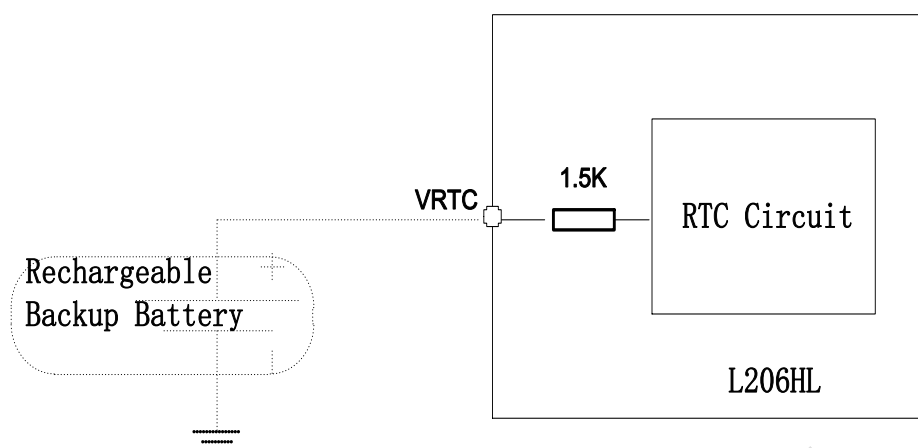 1.5K
VRTC
RTC Circuit
Rechargeable
Backup Battery
L206HL